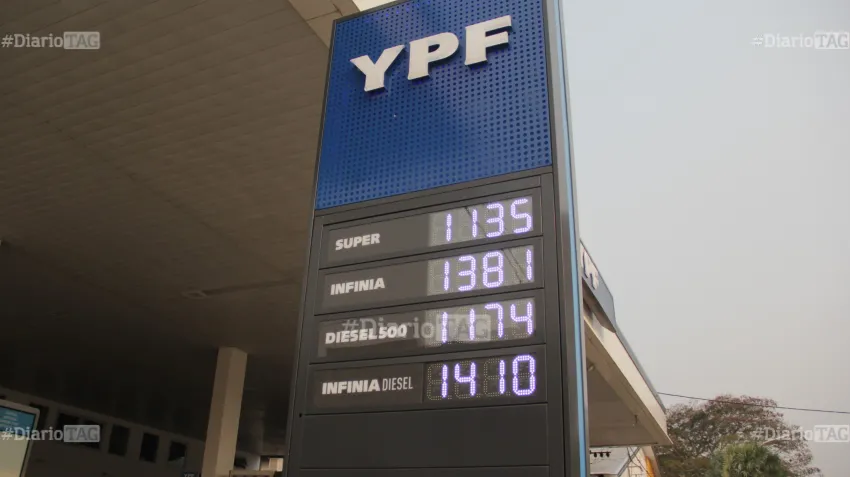 #DiarioTAG
#DiarioTAG
YPF
SUPER 1135
INFINIA 1381
DIESEL500 1174
#DiarioTAG
INFINIA DIESEL 1410
#DiarioTAG
#DiarioTAG